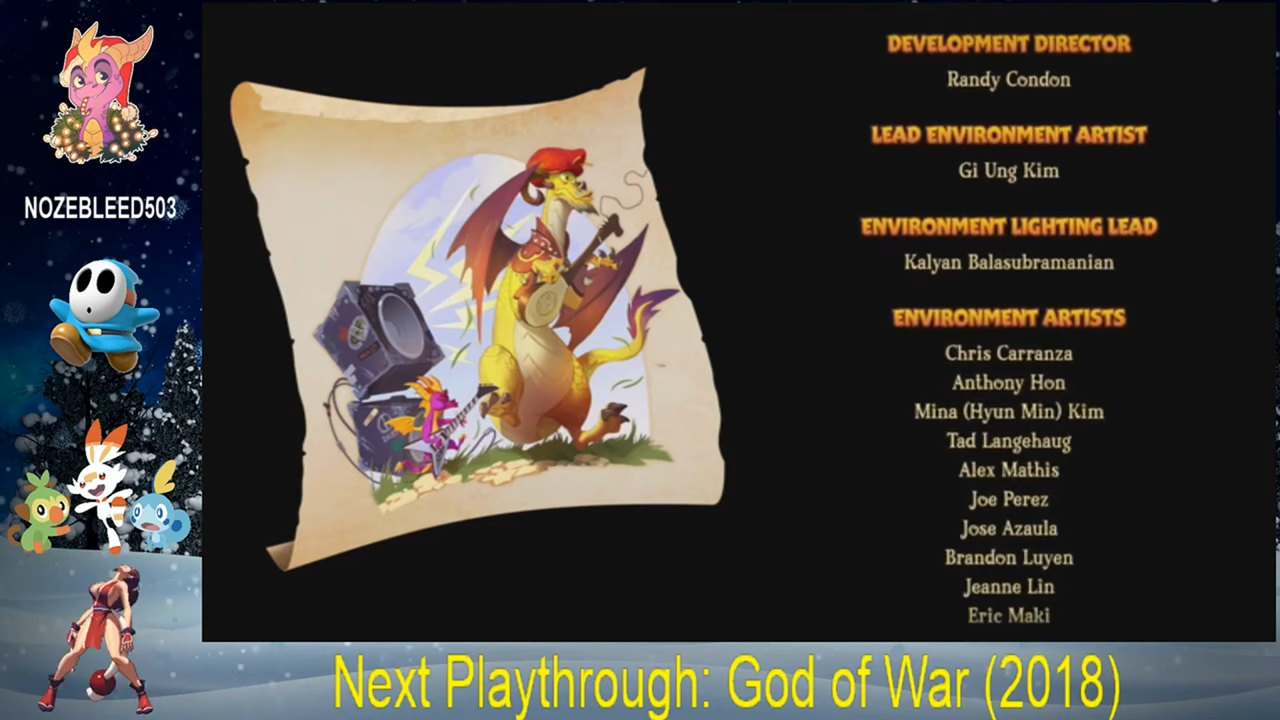 NOZEBLEED503
DEVELOPMENT DIRECTOR
Randy Condon
LEAD ENVIRONMENT ARTIST
Gi Ung Kim
ENVIRONMENT LIGHTING LEAD
Kalyan Balasubramanian
ENVIRONMENT ARTISTS
Chris Carranza
Anthony Hon
Mina (Hyun Min) Kim
Tad Langehaug
Alex Mathis
Joe Perez
Jose Azaula
Brandon Luyen
Jeanne Lin
Eric Maki
Next Playthrough: God of War (2018)